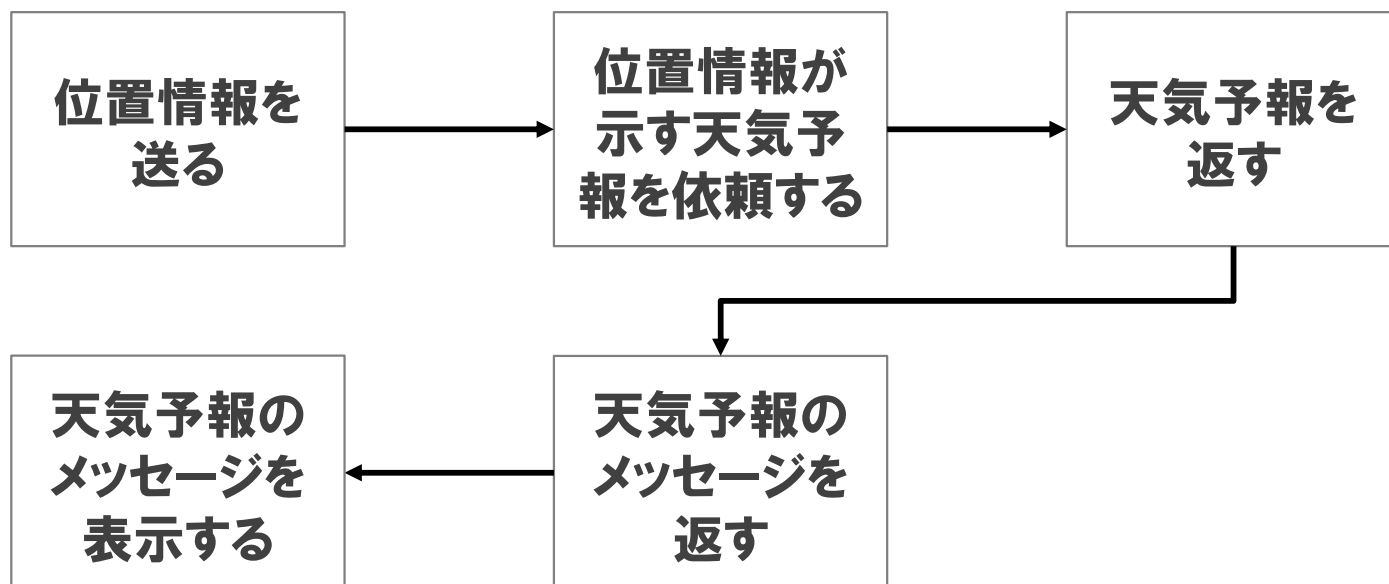 位置情報を
送る
位置情報が
示す天気予
報を依頼する
天気予報を
返す
天気予報の
メッセージを
返す
天気予報の
メッセージを
表示する